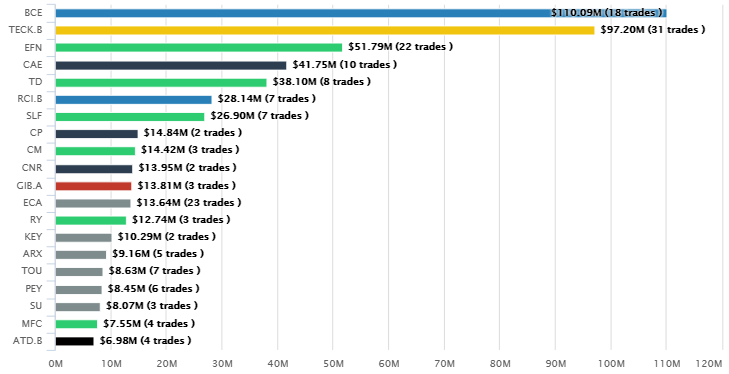 BCE $110.09M (18 trades )
TECK.B $97.20M (31 trades )
EFN $51.79M (22 trades )
CAE $41.75M (10 trades )
TD $38.10M (8 trades )
RCI.B $28.14M (7 trades )
SLF $26.90M (7 trades )
CP $14.84M (2 trades )
CM $14.42M (3 trades )
CNR $13.95M (2 trades )
GIB.A $13.81M (3 trades )
ECA $13.64M (23 trades )
RY $12.74M (3 trades )
KEY $10.29M (2 trades )
ARX $9.16M (5 trades )
TOU $8.63M (7 trades )
PEY $8.45M (6 trades )
SU $8.07M (3 trades )
MFC $7.55M (4 trades )
ATD.B $6.98M (4 trades )
0M 10M 20M 30M 40M 50M 60M 70M 80M 90M 100M 110M 120M